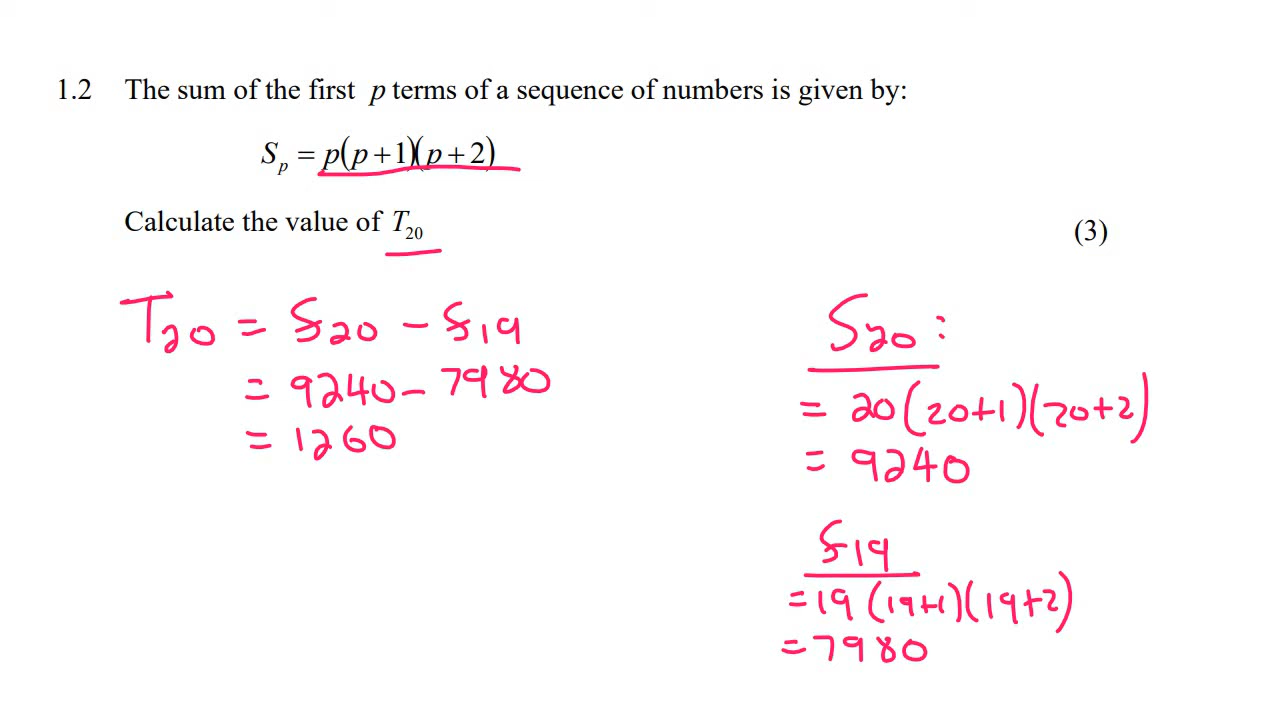 1.2 The sum of the first p terms of a sequence of numbers is given by:
Sₚ = p(p+1)(p+2)
Calculate the value of T₂₀ (3)
T₂₀ = S₂₀ − S₁₉
= 9240 − 7980
= 1260
S₂₀ :
= 20(20+1)(20+2)
= 9240
S₁₉
= 19(19+1)(19+2)
= 7980